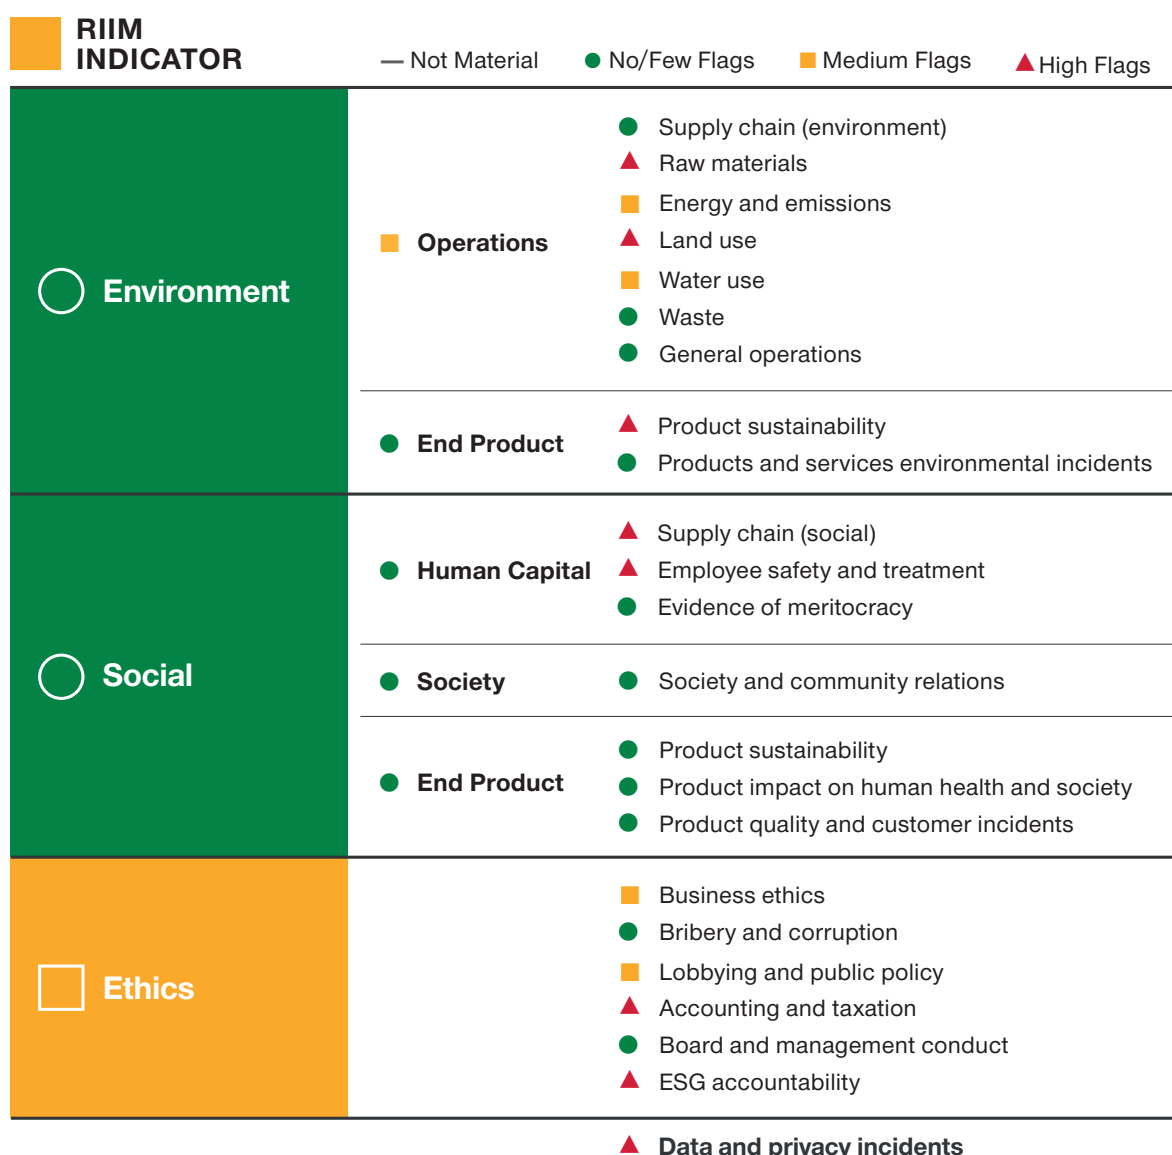 RIIM
INDICATOR
Not Material No/Few Flags Medium Flags High Flags
Environment
Operations
Supply chain (environment)
Raw materials
Energy and emissions
Land use
Water use
Waste
General operations
End Product
Product sustainability
Products and services environmental incidents
Social
Human Capital
Supply chain (social)
Employee safety and treatment
Evidence of meritocracy
Society
Society and community relations
End Product
Product sustainability
Product impact on human health and society
Product quality and customer incidents
Ethics
Business ethics
Bribery and corruption
Lobbying and public policy
Accounting and taxation
Board and management conduct
ESG accountability
Data and privacy incidents